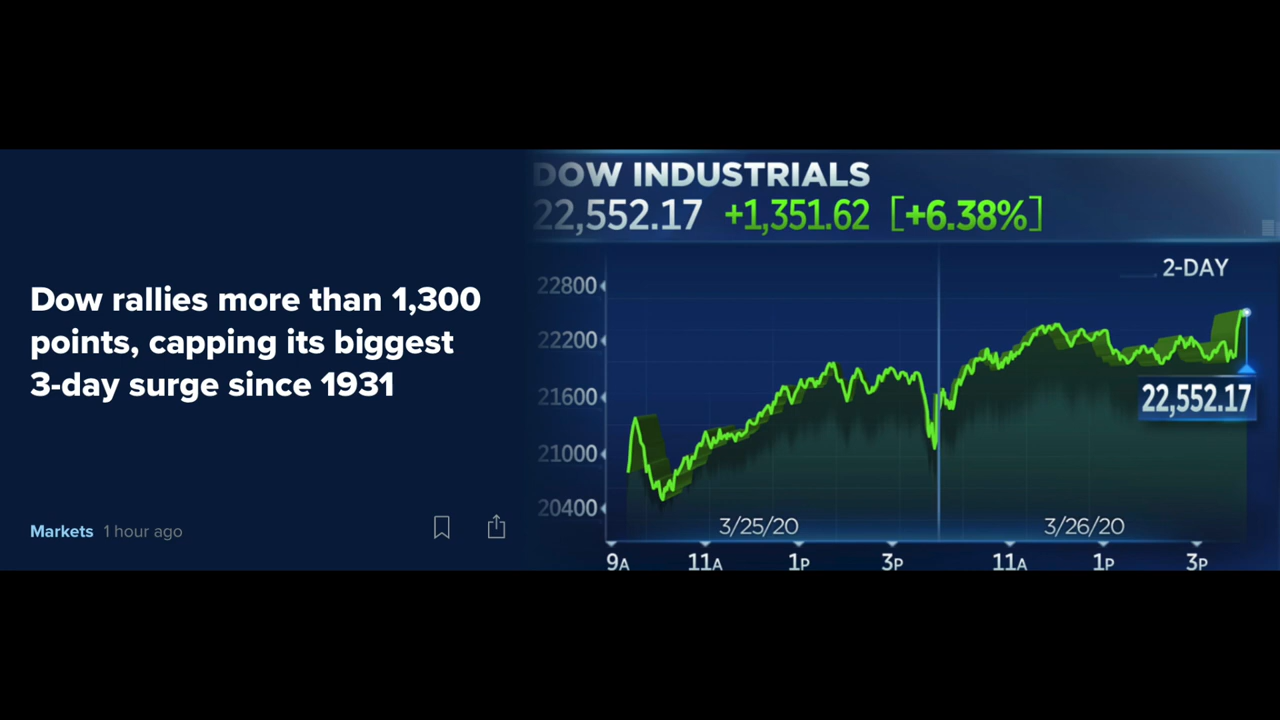 Dow rallies more than 1,300
points, capping its biggest
3-day surge since 1931
Markets 1 hour ago
DOW INDUSTRIALS
22,552.17 +1,351.62 [+6.38%]
2-DAY
22800
22200
21600
21000
20400
22,552.17
3/25/20 3/26/20
9A 11A 1P 3P 11A 1P 3P